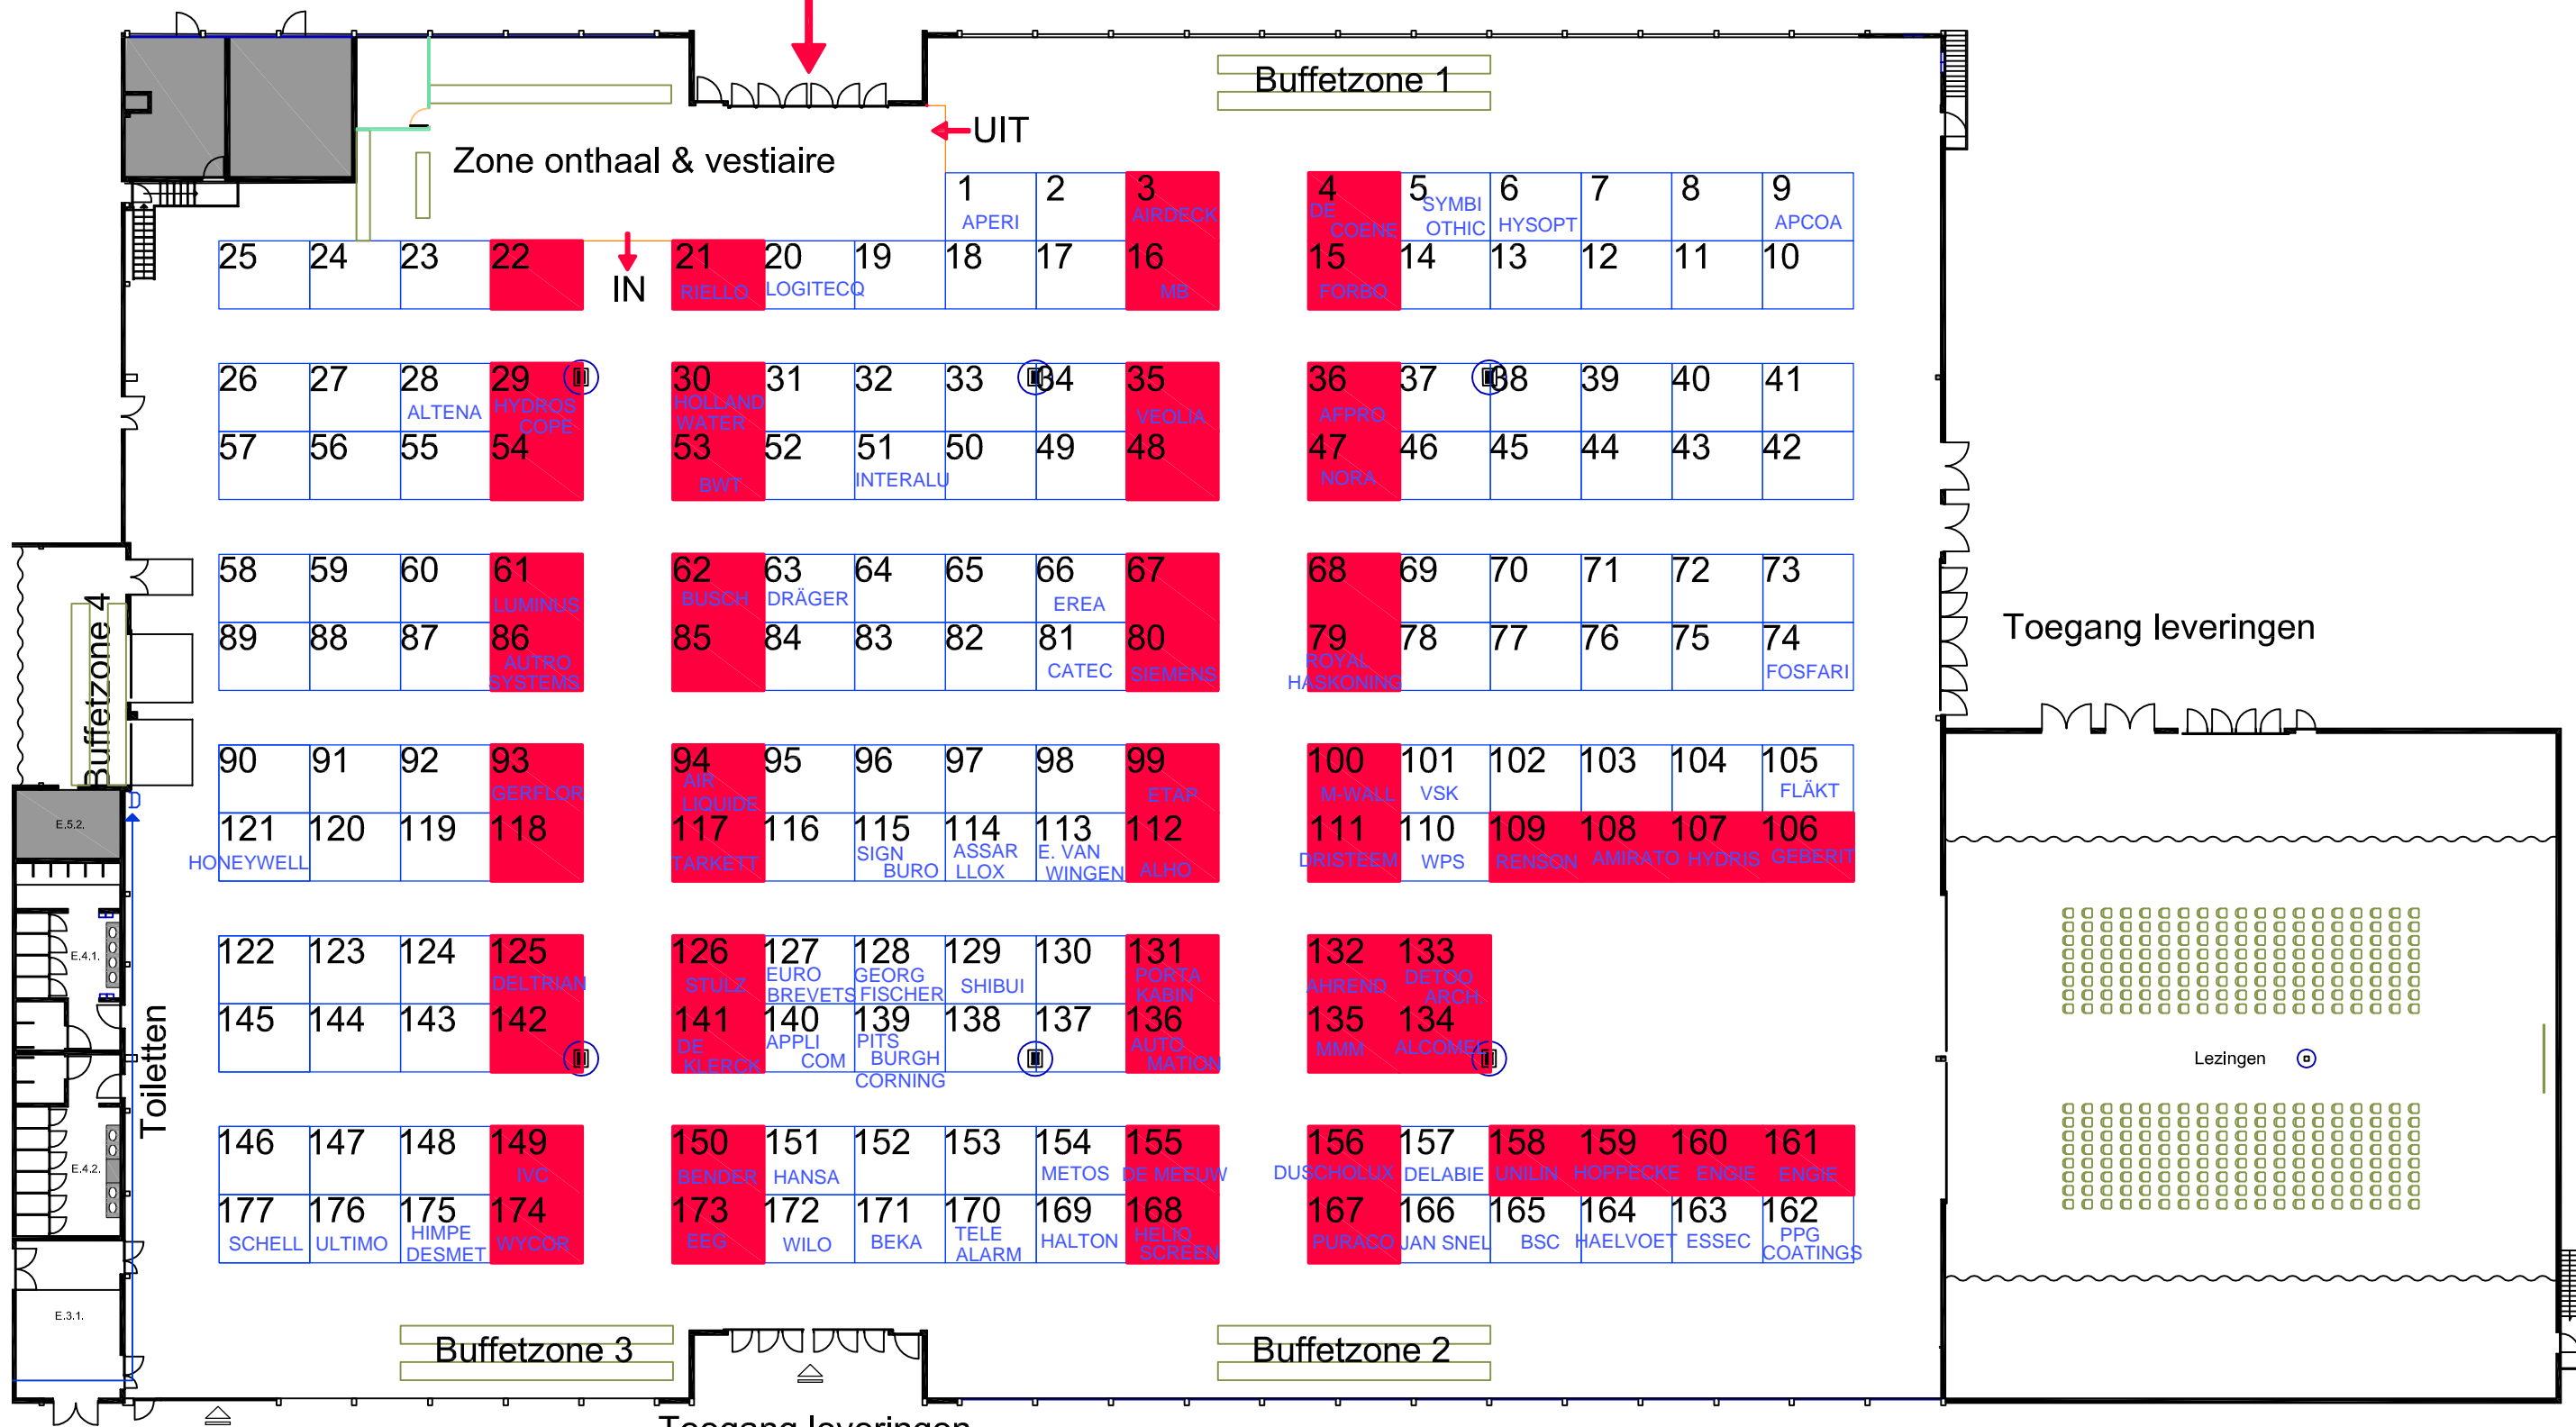 Buffetzone 1
UIT
Zone onthaal & vestiaire
1 2 3 4 5 6 7 8 9
APERI AIRDECK DE COENE SYMBI OTHIC HYSOPT APCOA
25 24 23 22 IN 21 20 19 18 17 16 15 14 13 12 11 10
RIELLO LOGITECQ MB FORBO
26 27 28 29 30 31 32 33 34 35 36 37 38 39 40 41
ALTENA HYDROS COPE HOLLAND WATER VEOLIA AFPRO
57 56 55 54 53 52 51 50 49 48 47 46 45 44 43 42
BWT INTERALU NORA
58 59 60 61 62 63 64 65 66 67 68 69 70 71 72 73
LUMINUS BUSCH DRÄGER EREA
89 88 87 86 85 84 83 82 81 80 79 78 77 76 75 74
AUTRO SYSTEMS CATEC SIEMENS ROYAL HASKONING FOSFARI
Buffetzone 4
Toegang leveringen
90 91 92 93 94 95 96 97 98 99 100 101 102 103 104 105
GERFLOR AIR LIQUIDE ETAP M-WALL VSK FLÄKT
D
E.5.2.
121 120 119 118 117 116 115 114 113 112 111 110 109 108 107 106
HONEYWELL TARKETT SIGN BURO ASSAR LLOX E. VAN WINGEN ALHO DRISTEEM WPS RENSON AMIRATO HYDRIS GEBERIT
122 123 124 125 126 127 128 129 130 131 132 133
DELTRIAN STULZ EURO BREVETS GEORG FISCHER SHIBUI PORTA KABIN AHREND DETOO ARCH
E.4.1.
145 144 143 142 141 140 139 138 137 136 135 134
DE KLERCK APPLI COM PITS BURGH CORNING AUTO MATION MMM
Toiletten
Lezingen
146 147 148 149 150 151 152 153 154 155 156 157 158 159 160 161
IVC BENDER HANSA METOS DE MEEUW DUSCHOLUX DELABIE UNILIN HOPPECKE ENGIE ENGIE
E.4.2.
177 176 175 174 173 172 171 170 169 168 167 166 165 164 163 162
SCHELL ULTIMO HIMPE DESMET WYCOR EEG WILO BEKA TELE ALARM HALTON HELIO SCREEN PURACO JAN SNEL BSC HAELVOET ESSEC PPG COATINGS
E.3.1.
Buffetzone 3
Buffetzone 2
Toegang leveringen